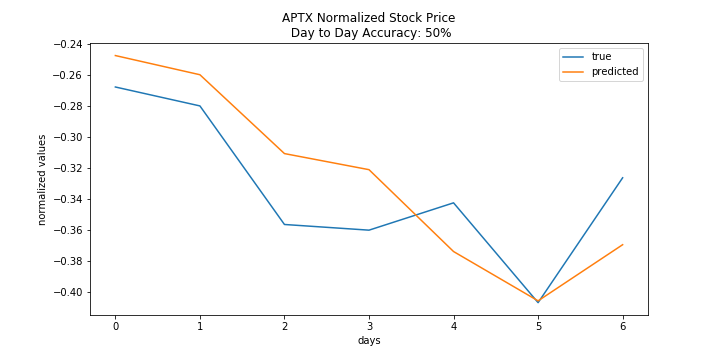 APTX Normalized Stock Price
Day to Day Accuracy: 50%
true
predicted
normalized values
−0.24
−0.26
−0.28
−0.30
−0.32
−0.34
−0.36
−0.38
−0.40
0 1 2 3 4 5 6
days